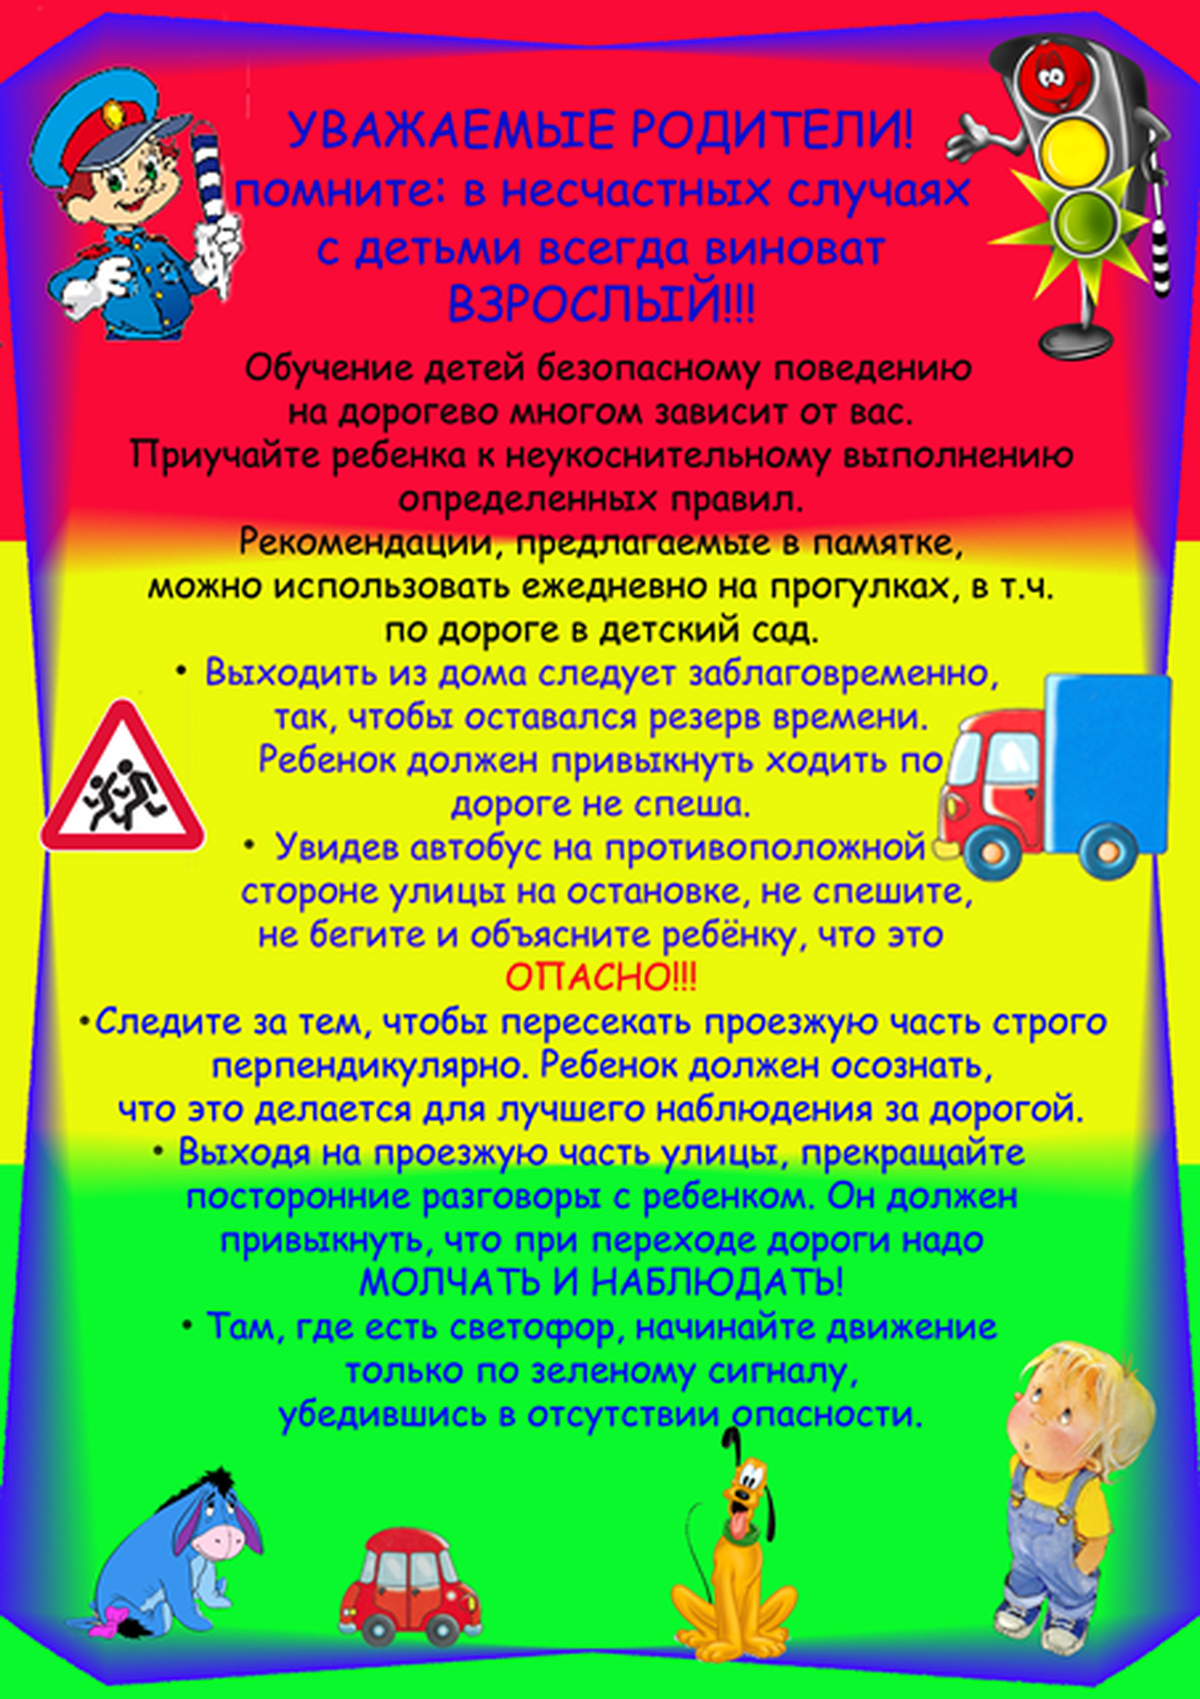 УВАЖАЕМЫЕ РОДИТЕЛИ!
помните: в несчастных случаях
с детьми всегда виноват
ВЗРОСЛЫЙ!!!
Обучение детей безопасному поведению
на дорогево многом зависит от вас.
Приучайте ребенка к неукоснительному выполнению
определенных правил.
Рекомендации, предлагаемые в памятке,
можно использовать ежедневно на прогулках, в т.ч.
по дороге в детский сад.
• Выходить из дома следует заблаговременно,
так, чтобы оставался резерв времени.
Ребенок должен привыкнуть ходить по
дороге не спеша.
• Увидев автобус на противоположной
стороне улицы на остановке, не спешите,
не бегите и объясните ребёнку, что это
ОПАСНО!!!
•Следите за тем, чтобы пересекать проезжую часть строго
перпендикулярно. Ребенок должен осознать,
что это делается для лучшего наблюдения за дорогой.
• Выходя на проезжую часть улицы, прекращайте
посторонние разговоры с ребенком. Он должен
привыкнуть, что при переходе дороги надо
МОЛЧАТЬ И НАБЛЮДАТЬ!
• Там, где есть светофор, начинайте движение
только по зеленому сигналу,
убедившись в отсутствии опасности.